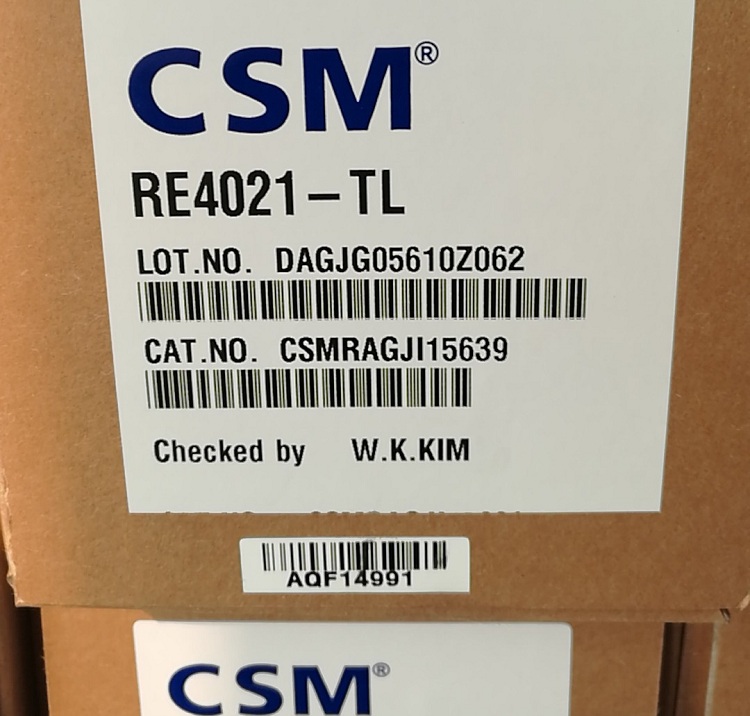 CSM®
RE4021-TL
LOT.NO. DAGJG05610Z062
CAT.NO. CSMRAGJI15639
Checked by W.K.KIM
AQF14991
CSM®